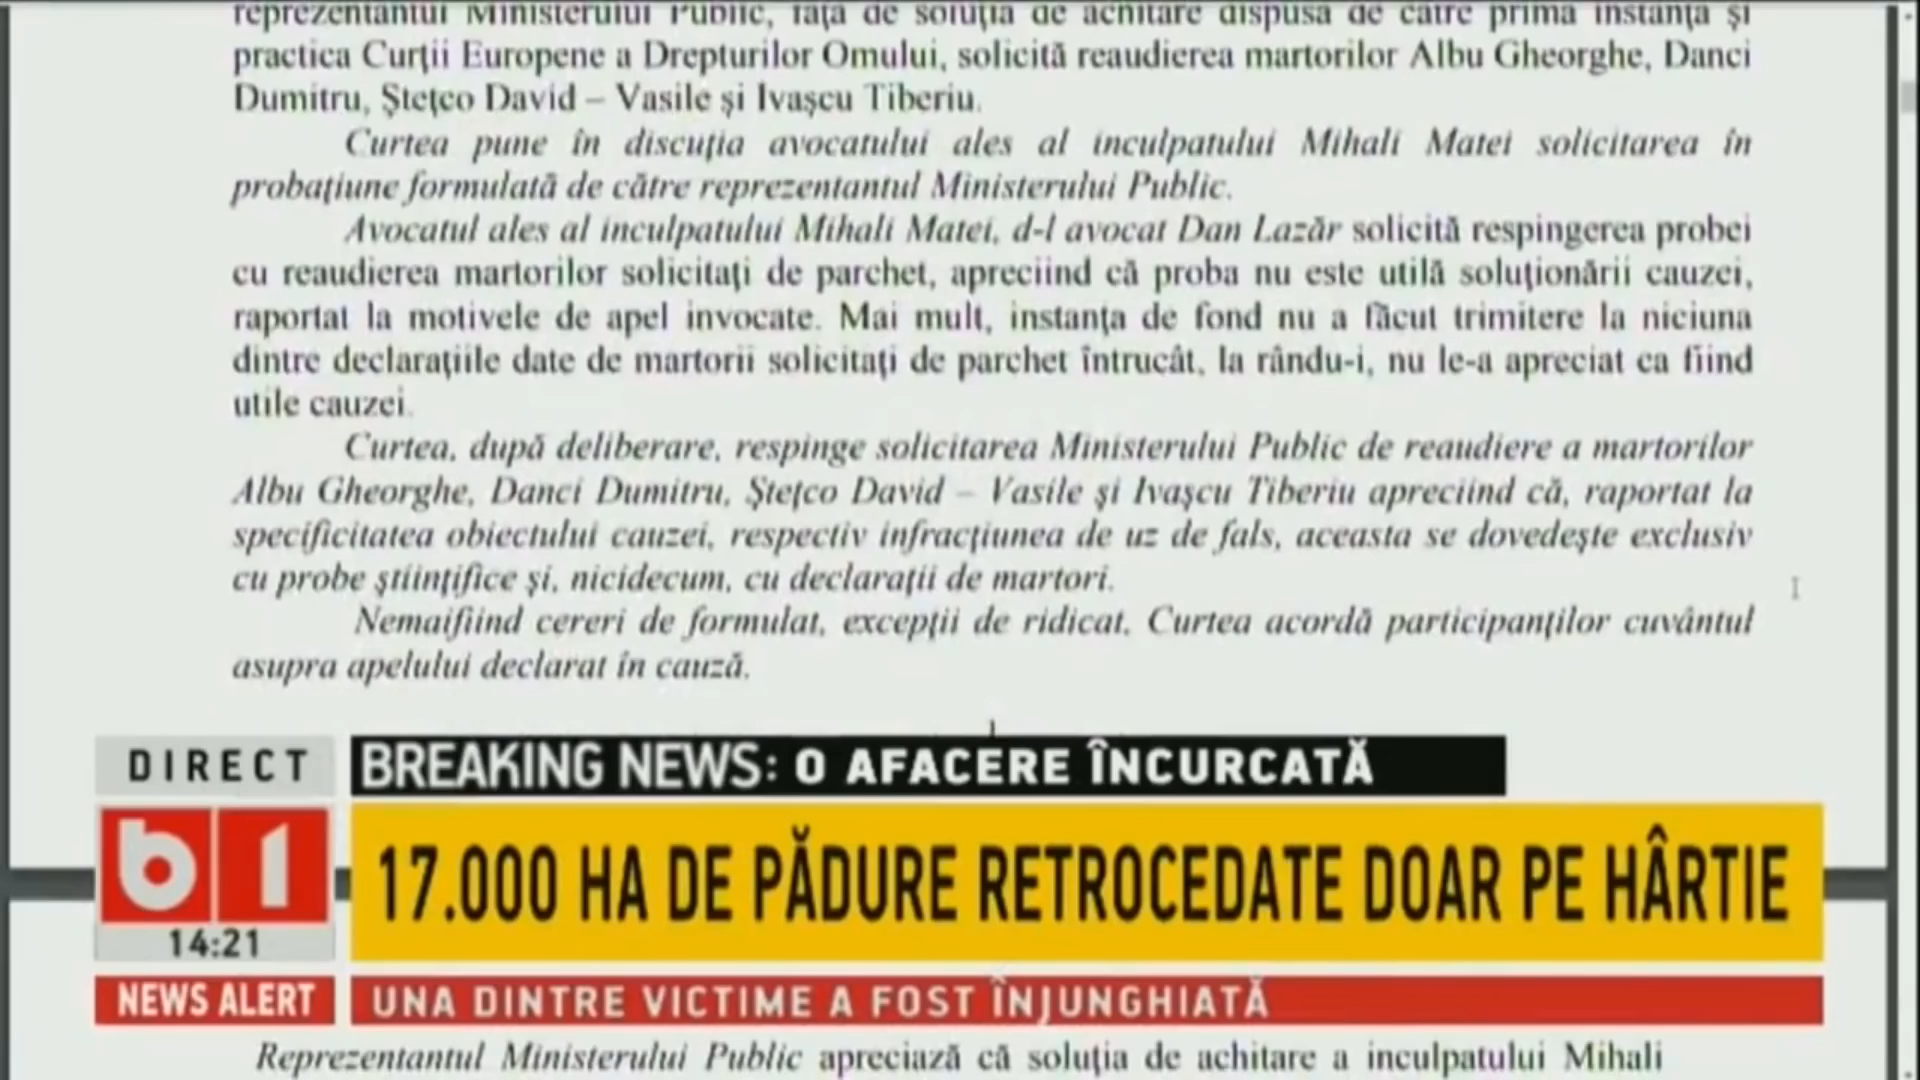 reprezentantul Ministerului Public, față de soluția de achitare dispusă de către prima instanță și
practica Curții Europene a Drepturilor Omului, solicită reaudierea martorilor Albu Gheorghe, Danci
Dumitru, Ștețco David – Vasile și Ivașcu Tiberiu.
Curtea pune în discuția avocatului ales al inculpatului Mihali Matei solicitarea în
probațiune formulată de către reprezentantul Ministerului Public.
Avocatul ales al inculpatului Mihali Matei, d-l avocat Dan Lazăr solicită respingerea probei
cu reaudierea martorilor solicitați de parchet, apreciind că proba nu este utilă soluționării cauzei,
raportat la motivele de apel invocate. Mai mult, instanța de fond nu a făcut trimitere la niciuna
dintre declarațiile date de martorii solicitați de parchet întrucât, la rându-i, nu le-a apreciat ca fiind
utile cauzei.
Curtea, după deliberare, respinge solicitarea Ministerului Public de reaudiere a martorilor
Albu Gheorghe, Danci Dumitru, Ștețco David – Vasile și Ivașcu Tiberiu apreciind că, raportat la
specificitatea obiectului cauzei, respectiv infracțiunea de uz de fals, aceasta se dovedește exclusiv
cu probe științifice și, nicidecum, cu declarații de martori.
Nemaifiind cereri de formulat, excepții de ridicat, Curtea acordă participanților cuvântul
asupra apelului declarat în cauză.
DIRECT
BREAKING NEWS: O AFACERE ÎNCURCATĂ
b1
17.000 HA DE PĂDURE RETROCEDATE DOAR PE HÂRTIE
14:21
NEWS ALERT
UNA DINTRE VICTIME A FOST ÎNJUNGHIATĂ
Reprezentantul Ministerului Public apreciază că soluția de achitare a inculpatului Mihali